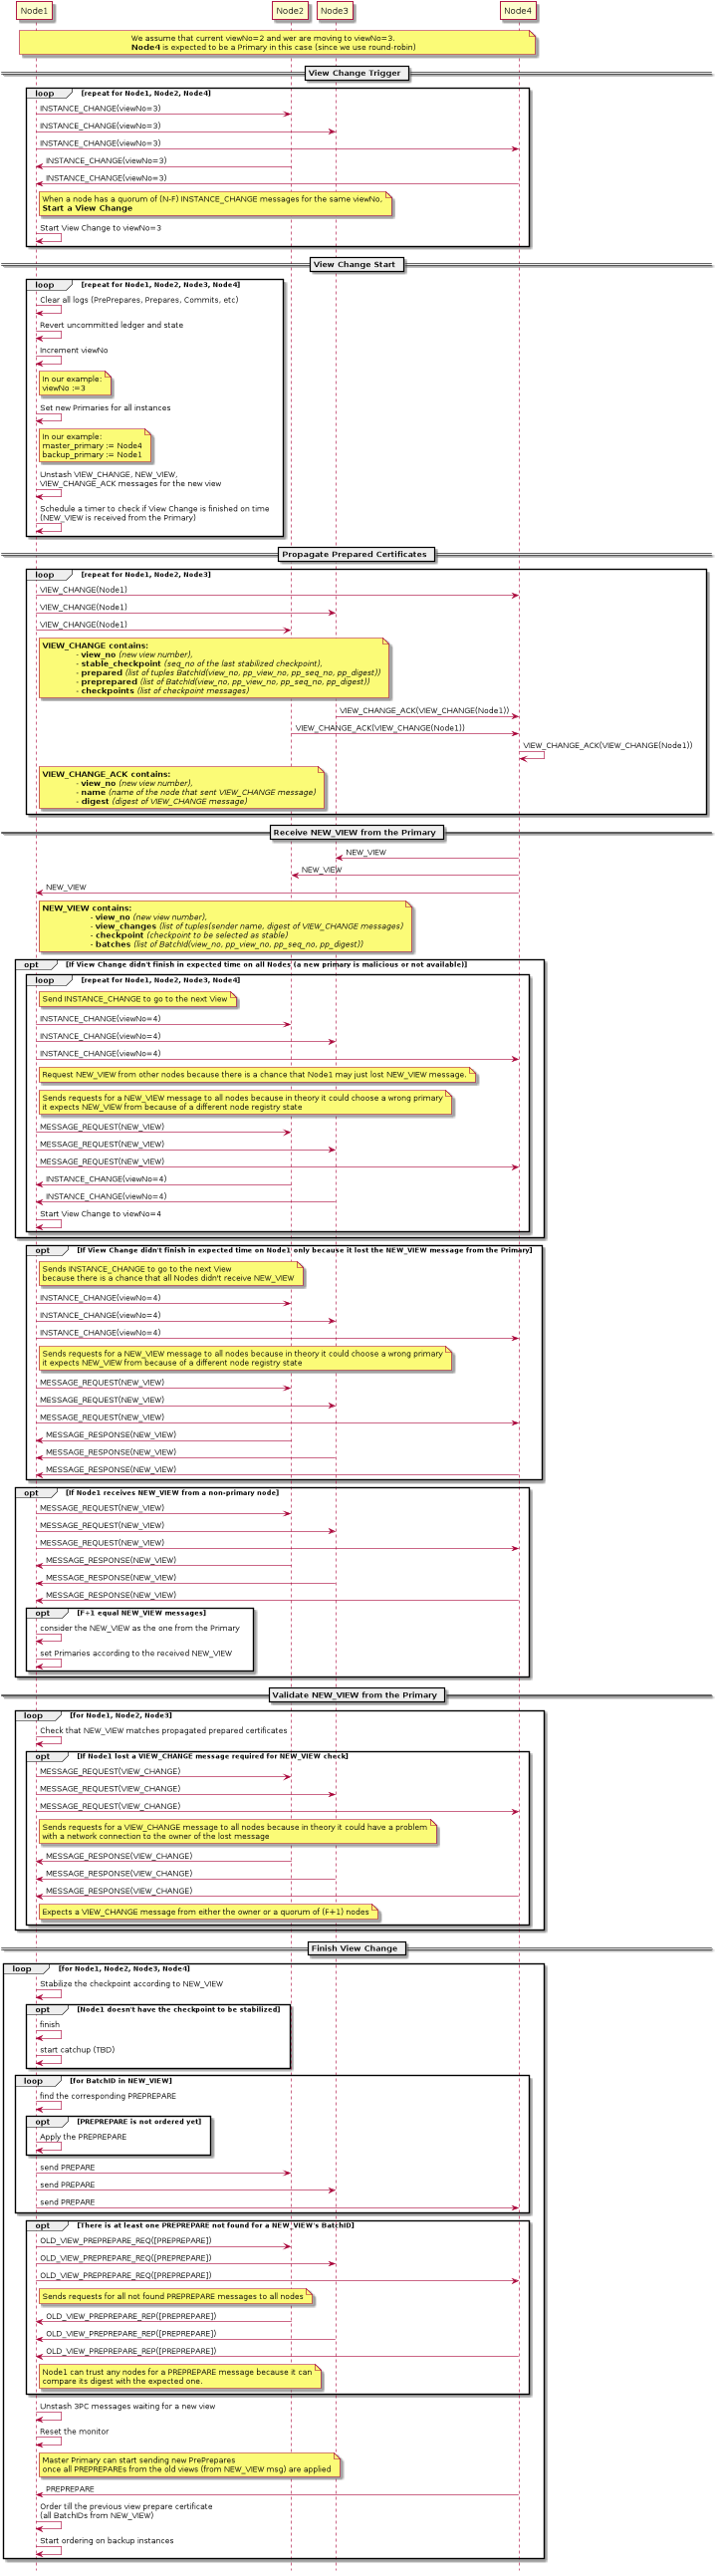 Node1 Node2 Node3 Node4
We assume that current viewNo=2 and wer are moving to viewNo=3.
Node4 is expected to be a Primary in this case (since we use round-robin)
View Change Trigger
loop [repeat for Node1, Node2, Node4]
INSTANCE_CHANGE(viewNo=3)
INSTANCE_CHANGE(viewNo=3)
INSTANCE_CHANGE(viewNo=3)
INSTANCE_CHANGE(viewNo=3)
INSTANCE_CHANGE(viewNo=3)
When a node has a quorum of (N-F) INSTANCE_CHANGE messages for the same viewNo,
Start a View Change
Start View Change to viewNo=3
View Change Start
loop [repeat for Node1, Node2, Node3, Node4]
Clear all logs (PrePrepares, Prepares, Commits, etc)
Revert uncommitted ledger and state
Increment viewNo
In our example:
viewNo :=3
Set new Primaries for all instances
In our example:
master_primary := Node4
backup_primary := Node1
Unstash VIEW_CHANGE, NEW_VIEW,
VIEW_CHANGE_ACK messages for the new view
Schedule a timer to check if View Change is finished on time
(NEW_VIEW is received from the Primary)
Propagate Prepared Certificates
loop [repeat for Node1, Node2, Node3]
VIEW_CHANGE(Node1)
VIEW_CHANGE(Node1)
VIEW_CHANGE(Node1)
VIEW_CHANGE contains:
- view_no (new view number),
- stable_checkpoint (seq_no of the last stabilized checkpoint),
- prepared (list of tuples BatchId(view_no, pp_view_no, pp_seq_no, pp_digest))
- preprepared (list of BatchId(view_no, pp_view_no, pp_seq_no, pp_digest))
- checkpoints (list of checkpoint messages)
VIEW_CHANGE_ACK(VIEW_CHANGE(Node1))
VIEW_CHANGE_ACK(VIEW_CHANGE(Node1))
VIEW_CHANGE_ACK(VIEW_CHANGE(Node1))
VIEW_CHANGE_ACK contains:
- view_no (new view number),
- name (name of the node that sent VIEW_CHANGE message)
- digest (digest of VIEW_CHANGE message)
Receive NEW_VIEW from the Primary
NEW_VIEW
NEW_VIEW
NEW_VIEW
NEW_VIEW contains:
- view_no (new view number),
- view_changes (list of tuples(sender name, digest of VIEW_CHANGE messages)
- checkpoint (checkpoint to be selected as stable)
- batches (list of BatchId(view_no, pp_view_no, pp_seq_no, pp_digest))
opt [If View Change didn't finish in expected time on all Nodes (a new primary is malicious or not available)]
loop [repeat for Node1, Node2, Node3, Node4]
Send INSTANCE_CHANGE to go to the next View
INSTANCE_CHANGE(viewNo=4)
INSTANCE_CHANGE(viewNo=4)
INSTANCE_CHANGE(viewNo=4)
Request NEW_VIEW from other nodes because there is a chance that Node1 may just lost NEW_VIEW message.
Sends requests for a NEW_VIEW message to all nodes because in theory it could choose a wrong primary
it expects NEW_VIEW from because of a different node registry state
MESSAGE_REQUEST(NEW_VIEW)
MESSAGE_REQUEST(NEW_VIEW)
MESSAGE_REQUEST(NEW_VIEW)
INSTANCE_CHANGE(viewNo=4)
INSTANCE_CHANGE(viewNo=4)
Start View Change to viewNo=4
opt [If View Change didn't finish in expected time on Node1 only because it lost the NEW_VIEW message from the Primary]
Sends INSTANCE_CHANGE to go to the next View
because there is a chance that all Nodes didn't receive NEW_VIEW
INSTANCE_CHANGE(viewNo=4)
INSTANCE_CHANGE(viewNo=4)
INSTANCE_CHANGE(viewNo=4)
Sends requests for a NEW_VIEW message to all nodes because in theory it could choose a wrong primary
it expects NEW_VIEW from because of a different node registry state
MESSAGE_REQUEST(NEW_VIEW)
MESSAGE_REQUEST(NEW_VIEW)
MESSAGE_REQUEST(NEW_VIEW)
MESSAGE_RESPONSE(NEW_VIEW)
MESSAGE_RESPONSE(NEW_VIEW)
MESSAGE_RESPONSE(NEW_VIEW)
opt [If Node1 receives NEW_VIEW from a non-primary node]
MESSAGE_REQUEST(NEW_VIEW)
MESSAGE_REQUEST(NEW_VIEW)
MESSAGE_REQUEST(NEW_VIEW)
MESSAGE_RESPONSE(NEW_VIEW)
MESSAGE_RESPONSE(NEW_VIEW)
MESSAGE_RESPONSE(NEW_VIEW)
opt [F+1 equal NEW_VIEW messages]
consider the NEW_VIEW as the one from the Primary
set Primaries according to the received NEW_VIEW
Validate NEW_VIEW from the Primary
loop [for Node1, Node2, Node3]
Check that NEW_VIEW matches propagated prepared certificates
opt [If Node1 lost a VIEW_CHANGE message required for NEW_VIEW check]
MESSAGE_REQUEST(VIEW_CHANGE)
MESSAGE_REQUEST(VIEW_CHANGE)
MESSAGE_REQUEST(VIEW_CHANGE)
Sends requests for a VIEW_CHANGE message to all nodes because in theory it could have a problem
with a network connection to the owner of the lost message
MESSAGE_RESPONSE(VIEW_CHANGE)
MESSAGE_RESPONSE(VIEW_CHANGE)
MESSAGE_RESPONSE(VIEW_CHANGE)
Expects a VIEW_CHANGE message from either the owner or a quorum of (F+1) nodes
Finish View Change
loop [for Node1, Node2, Node3, Node4]
Stabilize the checkpoint according to NEW_VIEW
opt [Node1 doesn't have the checkpoint to be stabilized]
finish
start catchup (TBD)
loop [for BatchID in NEW_VIEW]
find the corresponding PREPREPARE
opt [PREPREPARE is not ordered yet]
Apply the PREPREPARE
send PREPARE
send PREPARE
send PREPARE
opt [There is at least one PREPREPARE not found for a NEW_VIEW's BatchID]
OLD_VIEW_PREPREPARE_REQ([PREPREPARE])
OLD_VIEW_PREPREPARE_REQ([PREPREPARE])
OLD_VIEW_PREPREPARE_REQ([PREPREPARE])
Sends requests for all not found PREPREPARE messages to all nodes
OLD_VIEW_PREPREPARE_REP([PREPREPARE])
OLD_VIEW_PREPREPARE_REP([PREPREPARE])
OLD_VIEW_PREPREPARE_REP([PREPREPARE])
Node1 can trust any nodes for a PREPREPARE message because it can
compare its digest with the expected one.
Unstash 3PC messages waiting for a new view
Reset the monitor
Master Primary can start sending new PrePrepares
once all PREPREPAREs from the old views (from NEW_VIEW msg) are applied
PREPREPARE
Order till the previous view prepare certificate
(all BatchIDs from NEW_VIEW)
Start ordering on backup instances